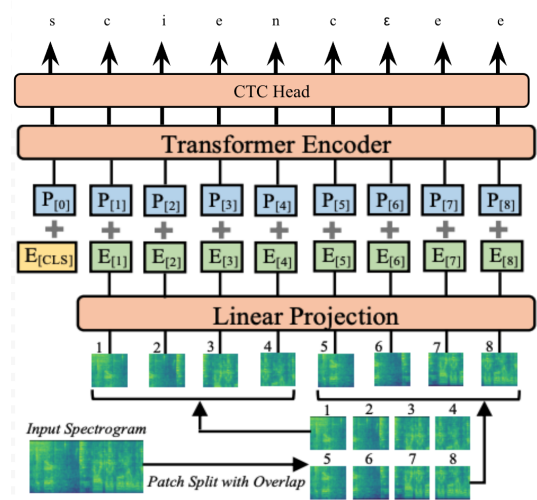 s c i e n c ε e e
CTC Head
Transformer Encoder
P[0] P[1] P[2] P[3] P[4] P[5] P[6] P[7] P[8]
+ + + + + + + + +
E[CLS] E[1] E[2] E[3] E[4] E[5] E[6] E[7] E[8]
Linear Projection
1 2 3 4 5 6 7 8
1 2 3 4
Input Spectrogram
5 6 7 8
Patch Split with Overlap